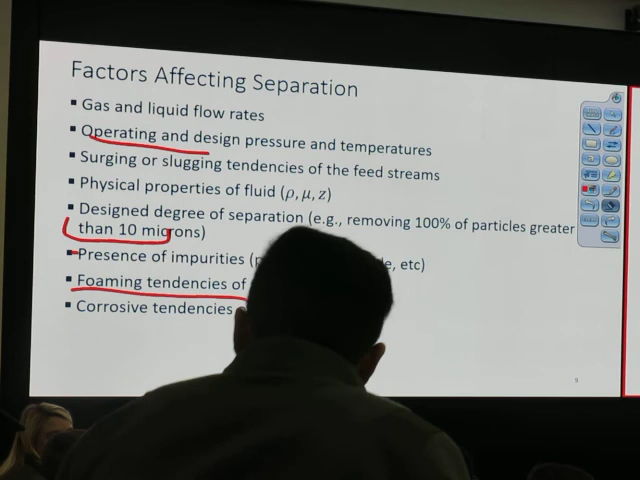 Factors Affecting Separation
▪ Gas and liquid flow rates
▪ Operating and design pressure and temperatures
▪ Surging or slugging tendencies of the feed streams
▪ Physical properties of fluid (ρ, μ, z)
▪ Designed degree of separation (e.g., removing 100% of particles greater
than 10 microns)
▪ Presence of impurities ( , etc)
▪ Foaming tendencies of
▪ Corrosive tendencies
9